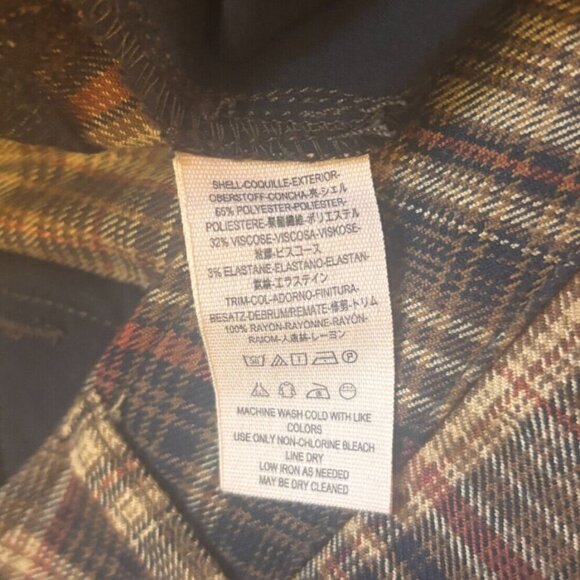 SHELL-COQUILLE-EXTERIOR-
OBERSTOFF-CONCHA-亮-シェル
65% POLYESTER-POLIESTER-
POLIESTERE-聚酯纖維-ポリエステル
32% VISCOSE-VISCOSA-VISKOSE-
粘膠-ビスコース
3% ELASTANE-ELASTANO-ELASTAN-
氨綸-エラステイン
TRIM-COL-ADORNO-FINITURA-
BESATZ-DEBRUM/REMATE-修剪-トリム
100% RAYON-RAYONNE-RAYÓN-
RAIOM-人造絲-レーヨン
MACHINE WASH COLD WITH LIKE
COLORS
USE ONLY NON-CHLORINE BLEACH
LINE DRY
LOW IRON AS NEEDED
MAY BE DRY CLEANED